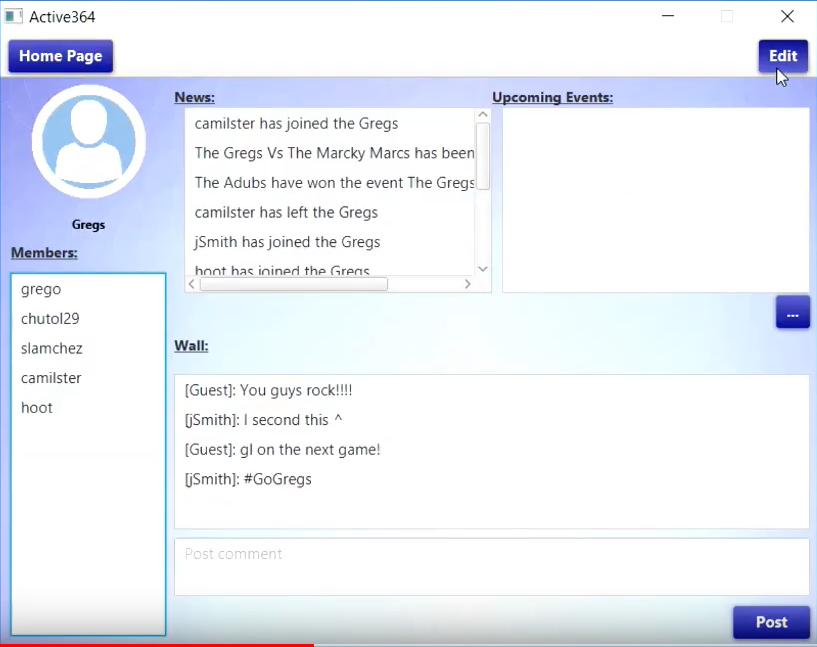 Active364
Home Page
Edit
News:
camilster has joined the Gregs
The Gregs Vs The Marcky Marcs has been
The Adubs have won the event The Gregs
camilster has left the Gregs
jSmith has joined the Gregs
hoot has joined the Gregs
Upcoming Events:
Gregs
Members:
grego
chutol29
slamchez
camilster
hoot
...
Wall:
[Guest]: You guys rock!!!!
[jSmith]: I second this ^
[Guest]: gl on the next game!
[jSmith]: #GoGregs
Post comment
Post